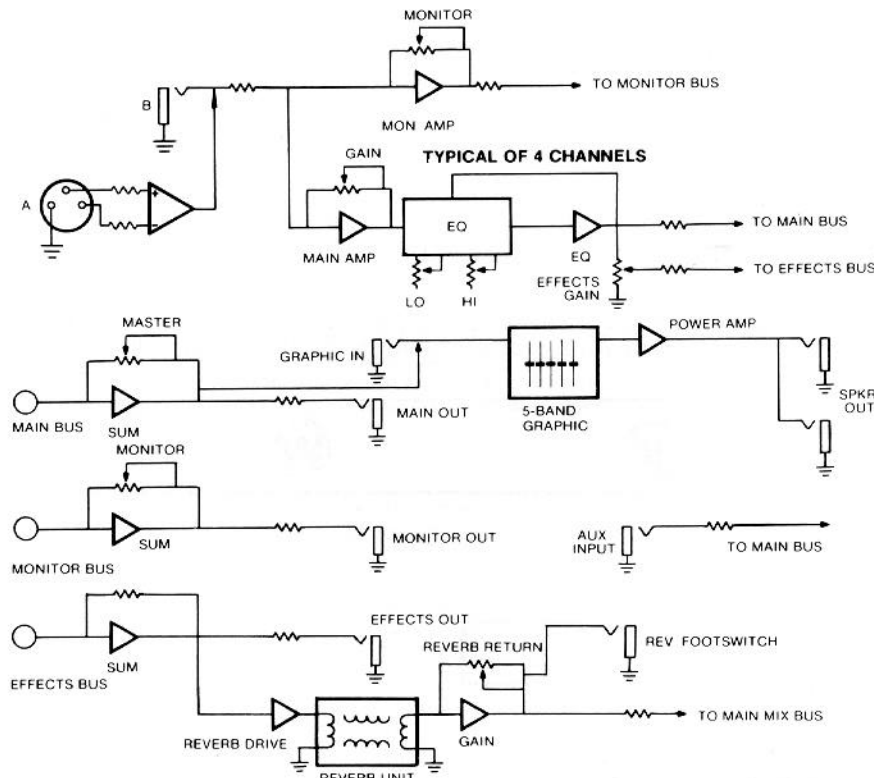 MONITOR
B
TO MONITOR BUS
MON AMP
GAIN
TYPICAL OF 4 CHANNELS
A
+
−
EQ
MAIN AMP
EQ
TO MAIN BUS
LO
HI
EFFECTS
GAIN
TO EFFECTS BUS
MASTER
GRAPHIC IN
POWER AMP
MAIN BUS
SUM
MAIN OUT
5-BAND
GRAPHIC
SPKR
OUT
MONITOR
SUM
MONITOR BUS
MONITOR OUT
AUX
INPUT
TO MAIN BUS
EFFECTS OUT
SUM
EFFECTS BUS
REVERB RETURN
REV FOOTSWITCH
REVERB DRIVE
REVERB UNIT
GAIN
TO MAIN MIX BUS